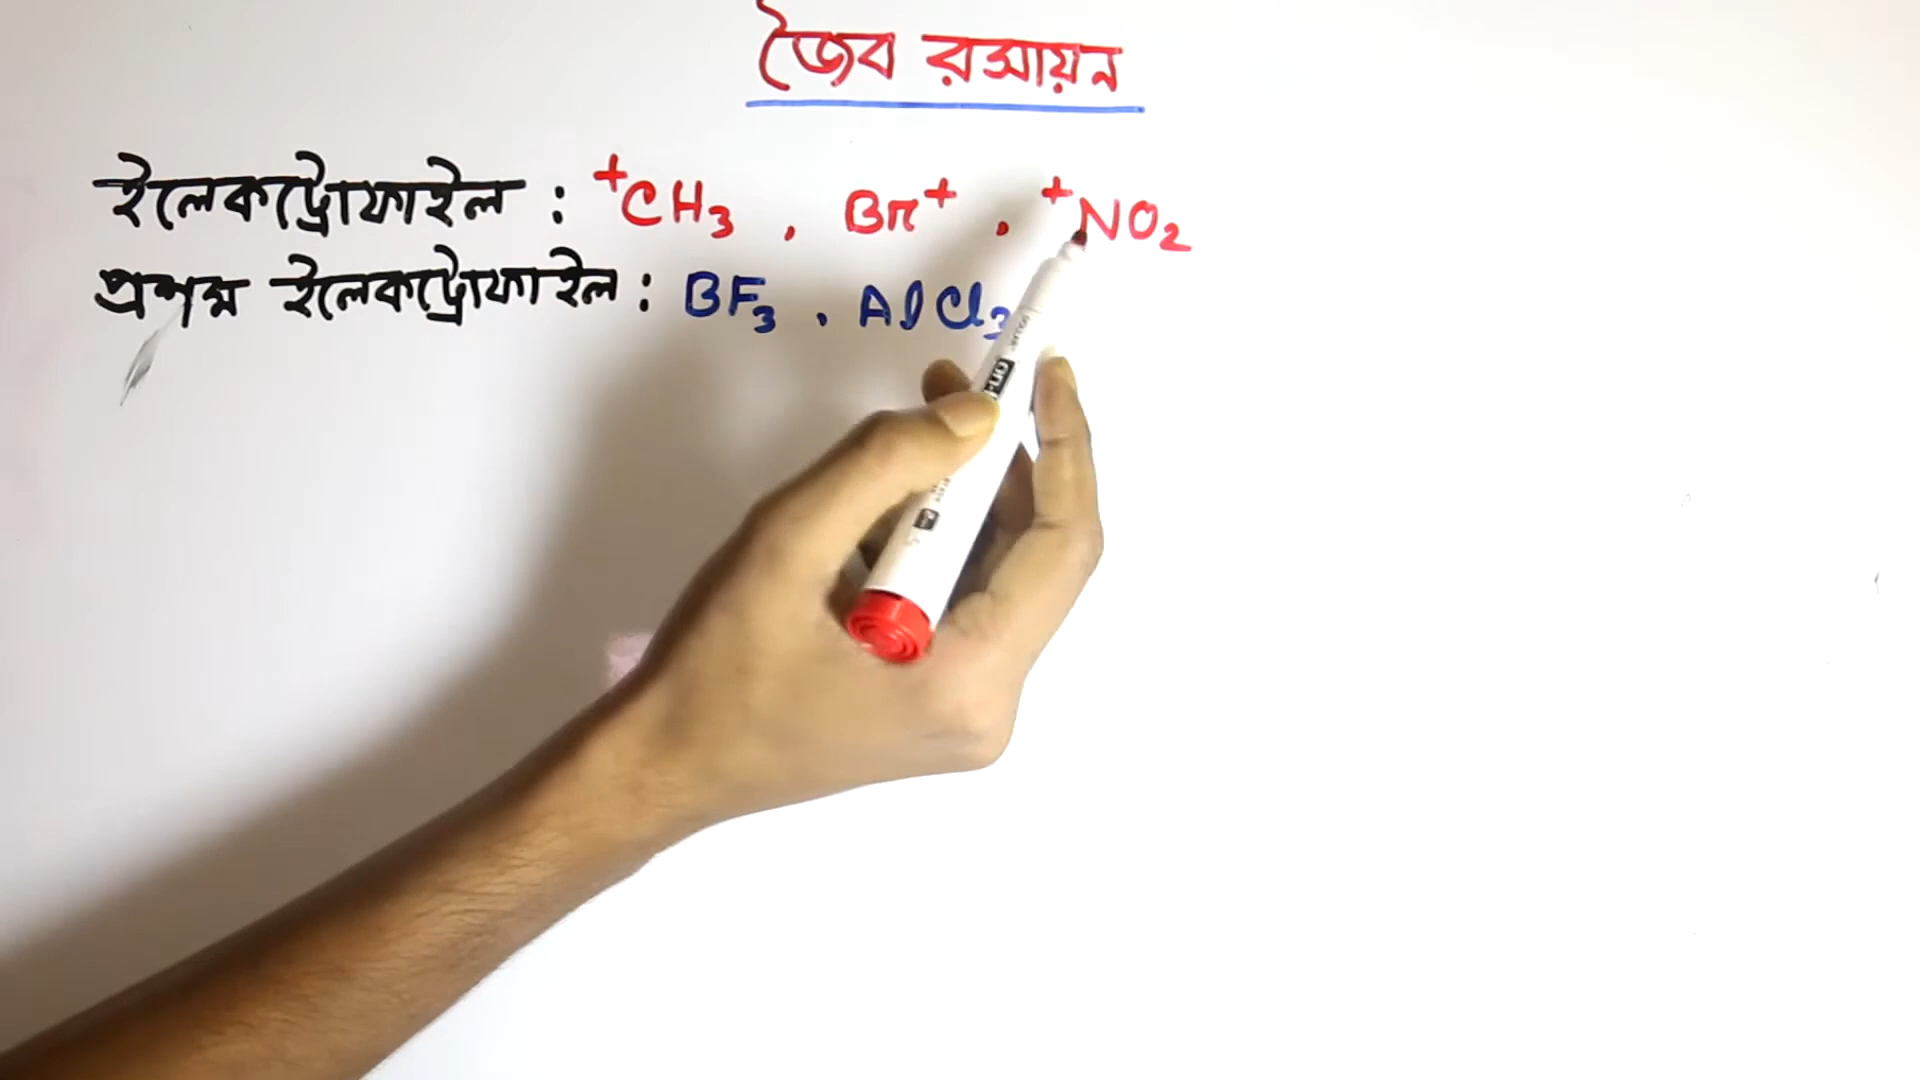 জৈব রসায়ন
ইলেকট্রোফাইল : ⁺CH₃ , Br⁺ , ⁺NO₂
প্রশম ইলেকট্রোফাইল : BF₃ , AlCl₃